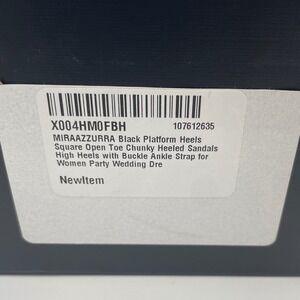 X004HM0FBH 107612635
MIRAAZZURRA Black Platform Heels
Square Open Toe Chunky Heeled Sandals
High Heels with Buckle Ankle Strap for
Women Party Wedding Dre
NewItem